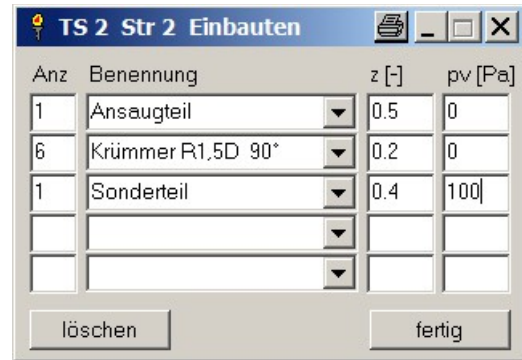 TS 2 Str 2 Einbauten
Anz Benennung z [-] pv [Pa]
1 Ansaugteil 0.5 0
6 Krümmer R1,5D 90° 0.2 0
1 Sonderteil 0.4 100
löschen fertig